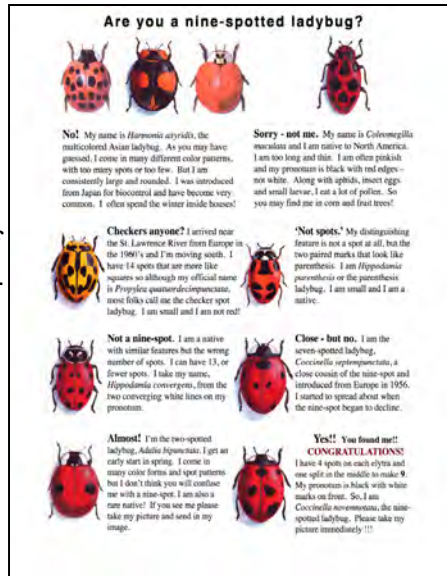 Are you a nine-spotted ladybug?
No! My name is Harmonia axyridis, the
multicolored Asian ladybug. As you may have
guessed, I come in many different color patterns,
with too many spots or too few. But I am
consistently large and rounded. I was introduced
from Japan for biocontrol and have become very
common. I often spend the winter inside houses!
Sorry - not me. My name is Coleomegilla
maculata and I am native to North America.
I am too long and thin. I am often pinkish
and my pronotum is black with red edges -
not white. Along with aphids, insect eggs
and small larvae, I eat a lot of pollen. So
you may find me in corn and fruit trees!
Checkers anyone? I arrived near
the St. Lawrence River from Europe in
the 1960's and I'm moving south. I
have 14 spots that are more like
squares so although my official name
is Propylea quatuordecimpunctata,
most folks call me the checker spot
ladybug. I am small and I am not red!
'Not spots.' My distinguishing
feature is not a spot at all, but the
two paired marks that look like
parenthesis. I am Hippodamia
parenthesis or the parenthesis
ladybug. I am small and I am a
native.
Not a nine-spot. I am a native
with similar features but the wrong
number of spots. I can have 13, or
fewer spots. I take my name,
Hippodamia convergens, from the
two converging white lines on my
pronotum.
Close - but no. I am the
seven-spotted ladybug,
Coccinella septempunctata, a
close cousin of the nine-spot and
introduced from Europe in 1956.
I started to spread about when
the nine-spot began to decline.
Almost! I'm the two-spotted
ladybug, Adalia bipunctata. I get an
early start in spring. I come in
many color forms and spot patterns
but I don't think you will confuse
me with a nine-spot. I am also a
rare native! If you see me please
take my picture and send in my
image.
Yes!! You found me!!
CONGRATULATIONS!
I have 4 spots on each elytra and
one split in the middle to make 9.
My pronotum is black with white
marks on front. So, I am
Coccinella novemnotata, the nine-
spotted ladybug. Please take my
picture immediately !!!